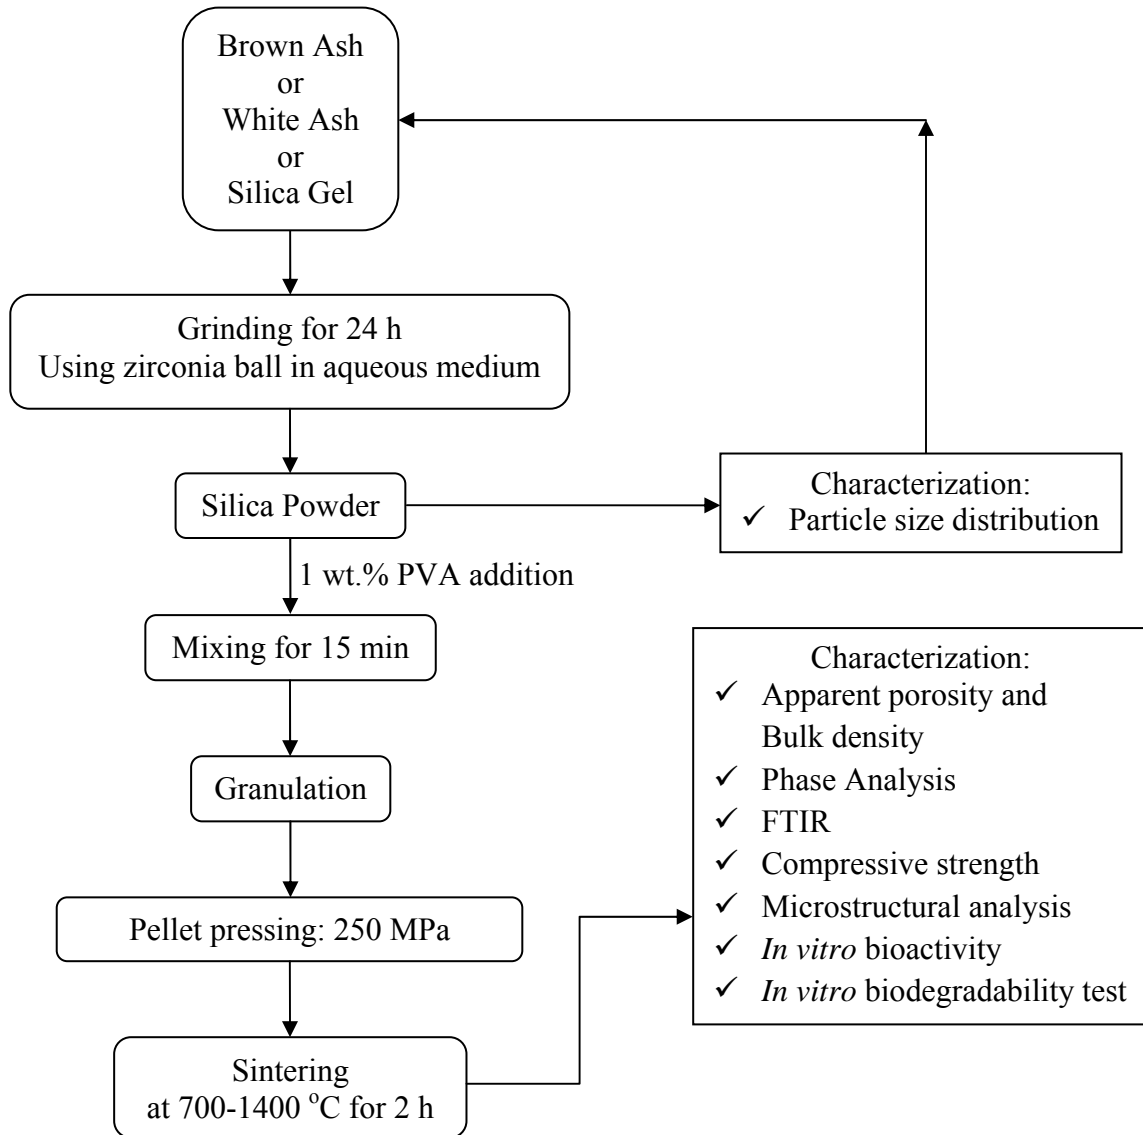 Brown Ash
or
White Ash
or
Silica Gel
Grinding for 24 h
Using zirconia ball in aqueous medium
Silica Powder
Characterization:
✓ Particle size distribution
1 wt.% PVA addition
Mixing for 15 min
Granulation
Pellet pressing: 250 MPa
Sintering
at 700-1400 °C for 2 h
Characterization:
✓ Apparent porosity and
Bulk density
✓ Phase Analysis
✓ FTIR
✓ Compressive strength
✓ Microstructural analysis
✓ In vitro bioactivity
✓ In vitro biodegradability test